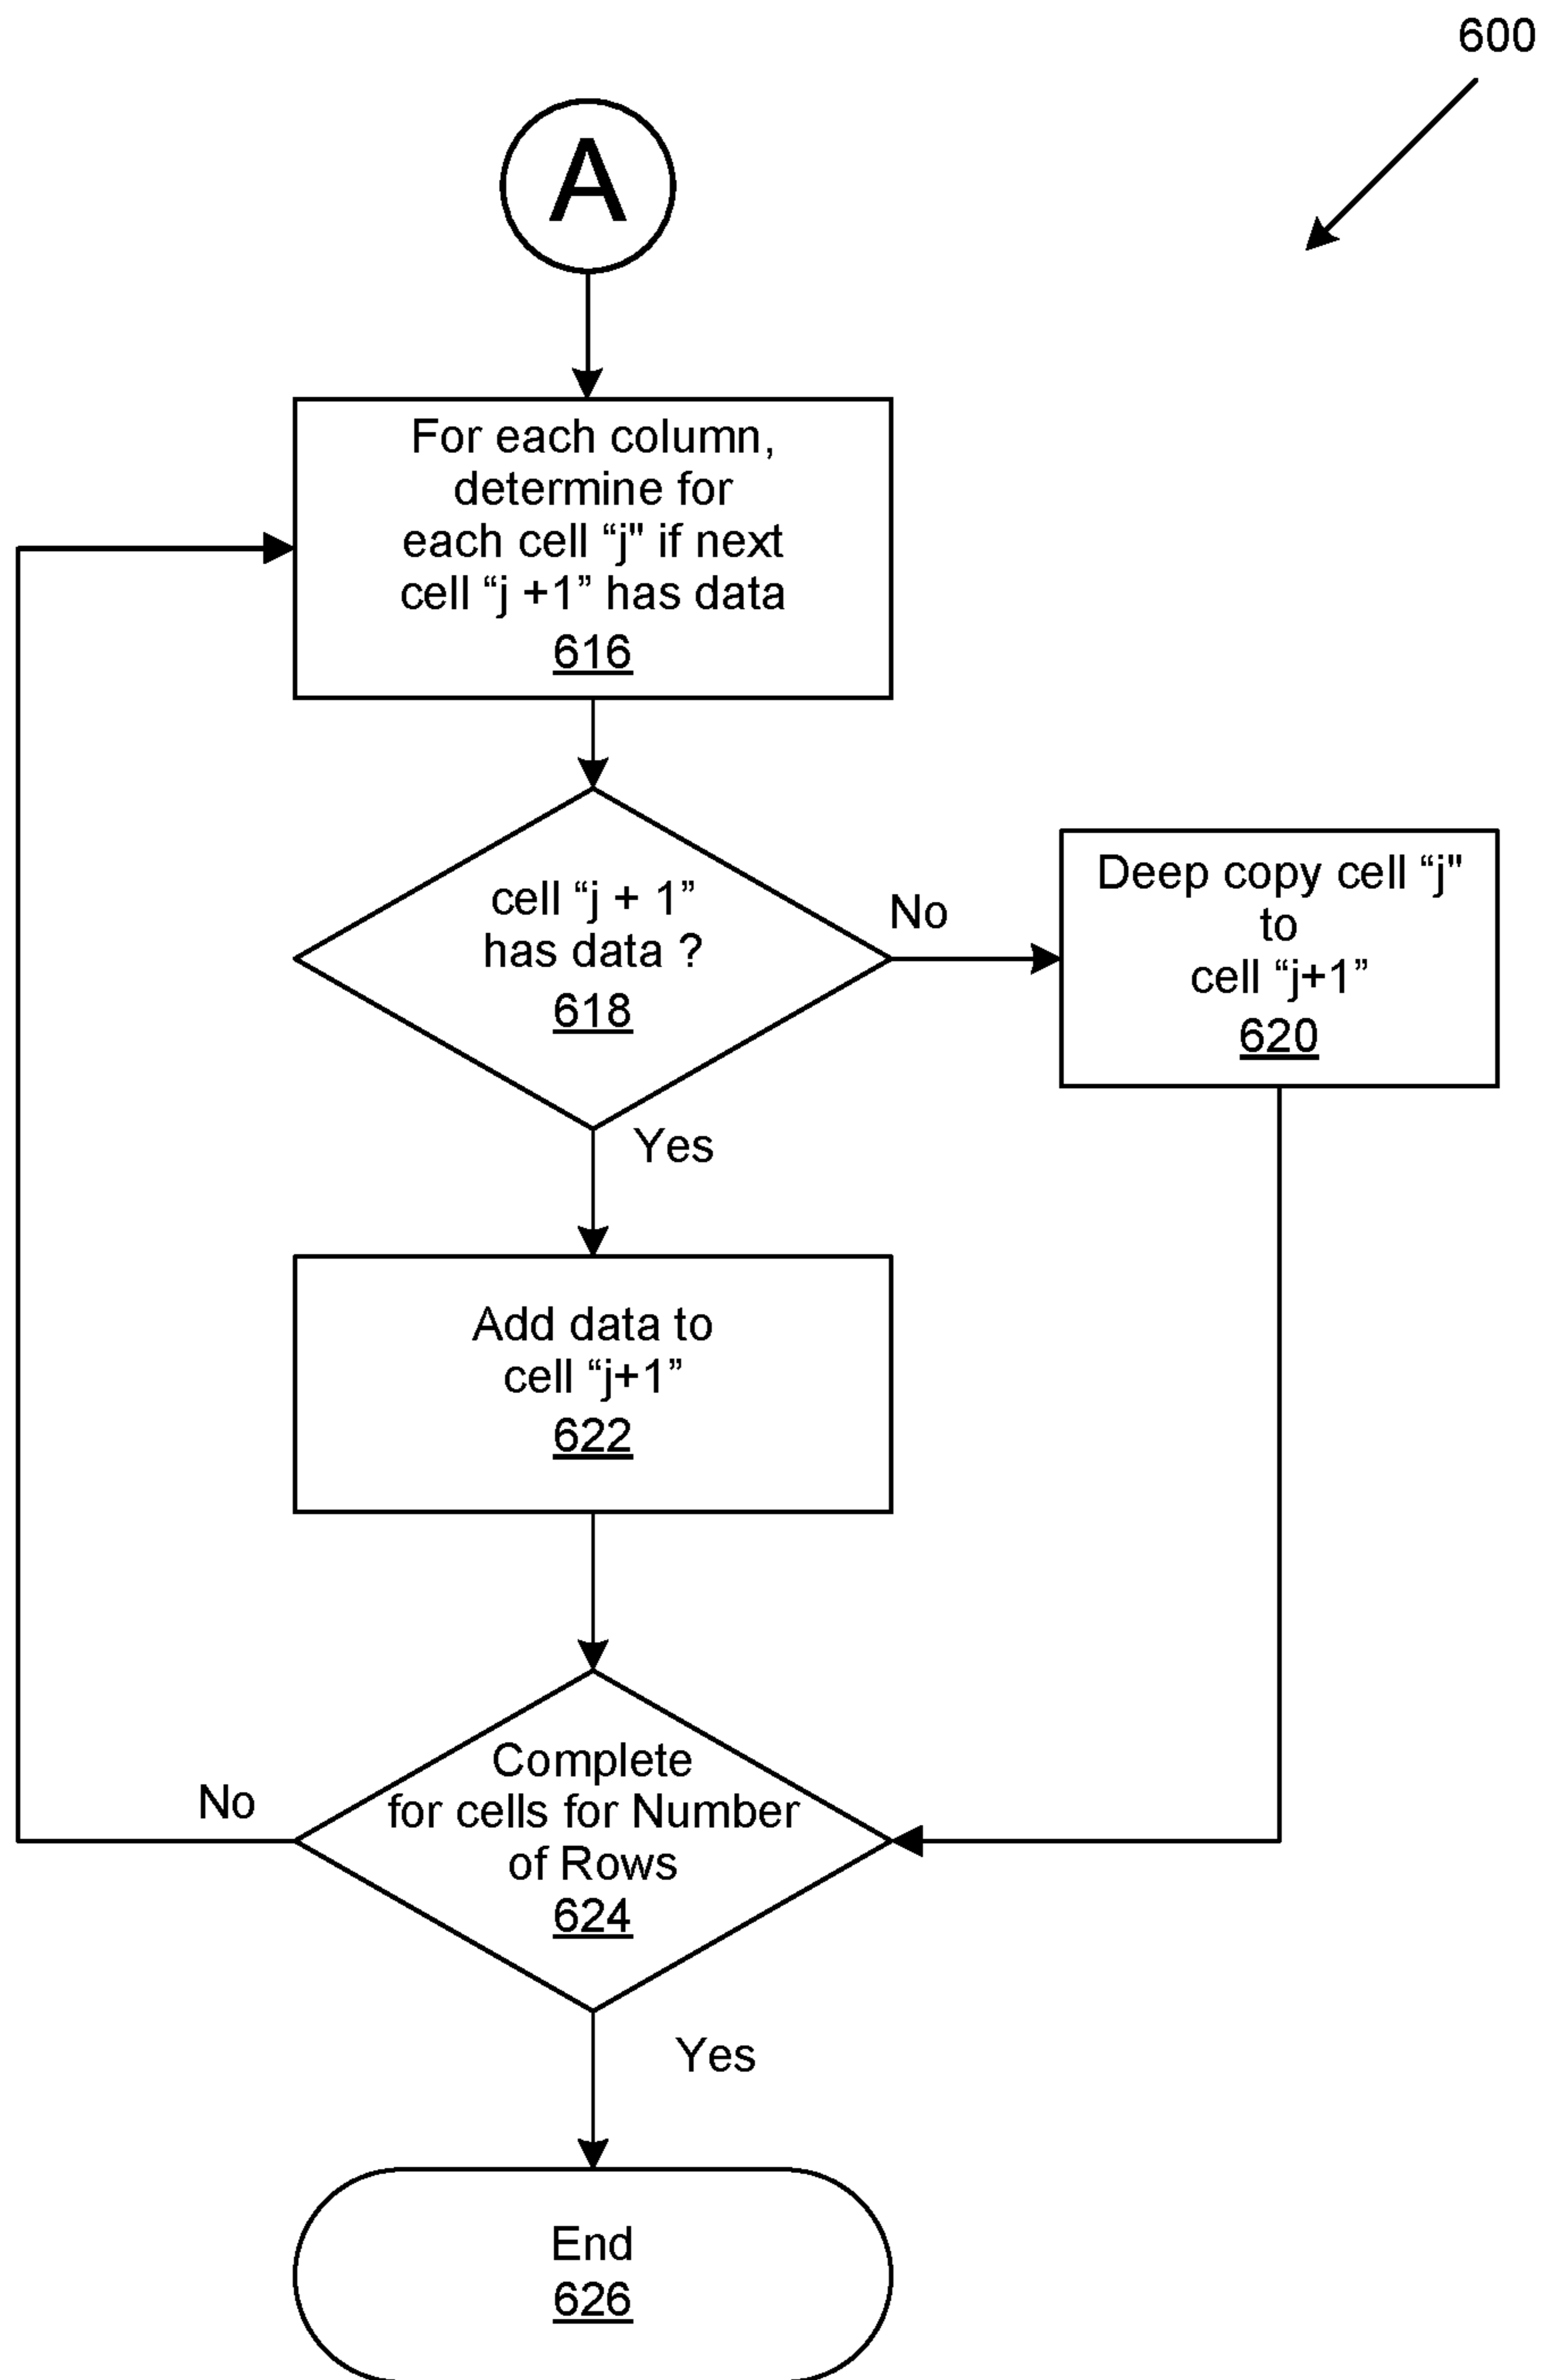 600
A
For each column,
determine for
each cell “j" if next
cell “j +1” has data
616
cell “j + 1”
has data ?
618
No
Deep copy cell “j"
to
cell “j+1”
620
Yes
Add data to
cell “j+1”
622
Complete
for cells for Number
of Rows
624
No
Yes
End
626